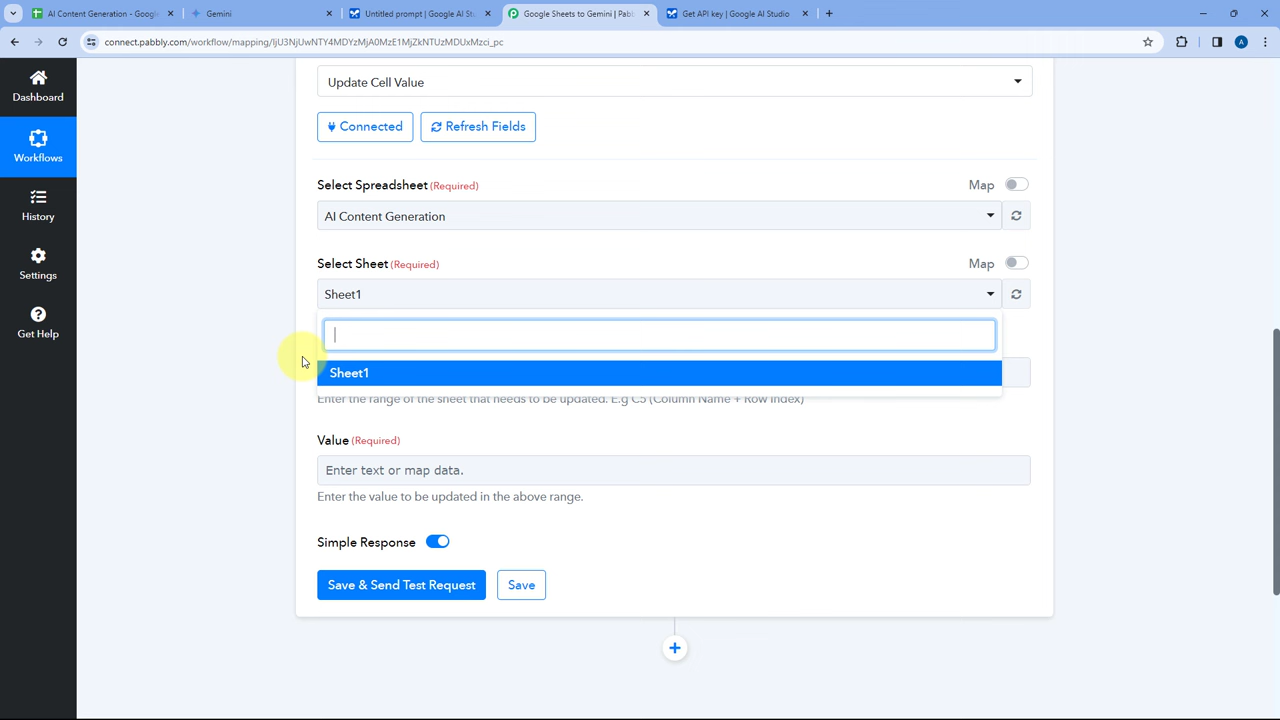 AI Content Generation - Google
Gemini
Untitled prompt | Google AI Stu
Google Sheets to Gemini | Pabb
Get API key | Google AI Studio
connect.pabbly.com/workflow/mapping/IjU3NjUwNTY4MDYzMjA0MzE1MjZkNTUzMDUxMzci_pc
A
Dashboard
Workflows
History
Settings
Get Help
Update Cell Value
Connected
Refresh Fields
Select Spreadsheet (Required)
Map
AI Content Generation
Select Sheet (Required)
Map
Sheet1
Sheet1
Enter the range of the sheet that needs to be updated. E.g C5 (Column Name + Row Index)
Value (Required)
Enter text or map data.
Enter the value to be updated in the above range.
Simple Response
Save & Send Test Request
Save